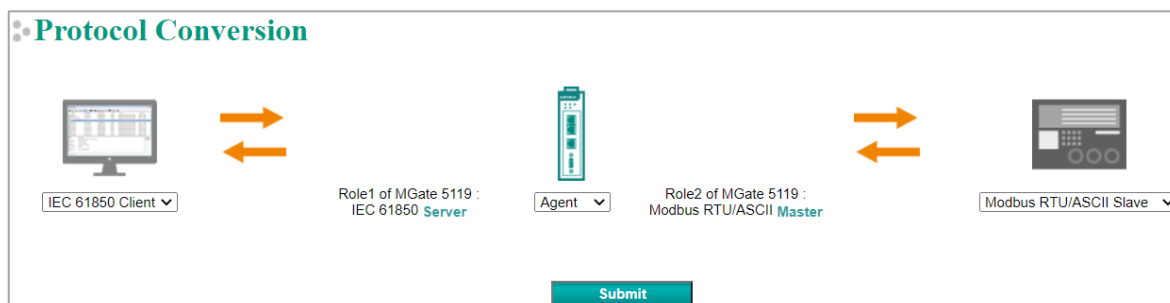 Protocol Conversion
IEC 61850 Client
Role1 of MGate 5119 :
IEC 61850 Server
Agent
Role2 of MGate 5119 :
Modbus RTU/ASCII Master
Modbus RTU/ASCII Slave
Submit